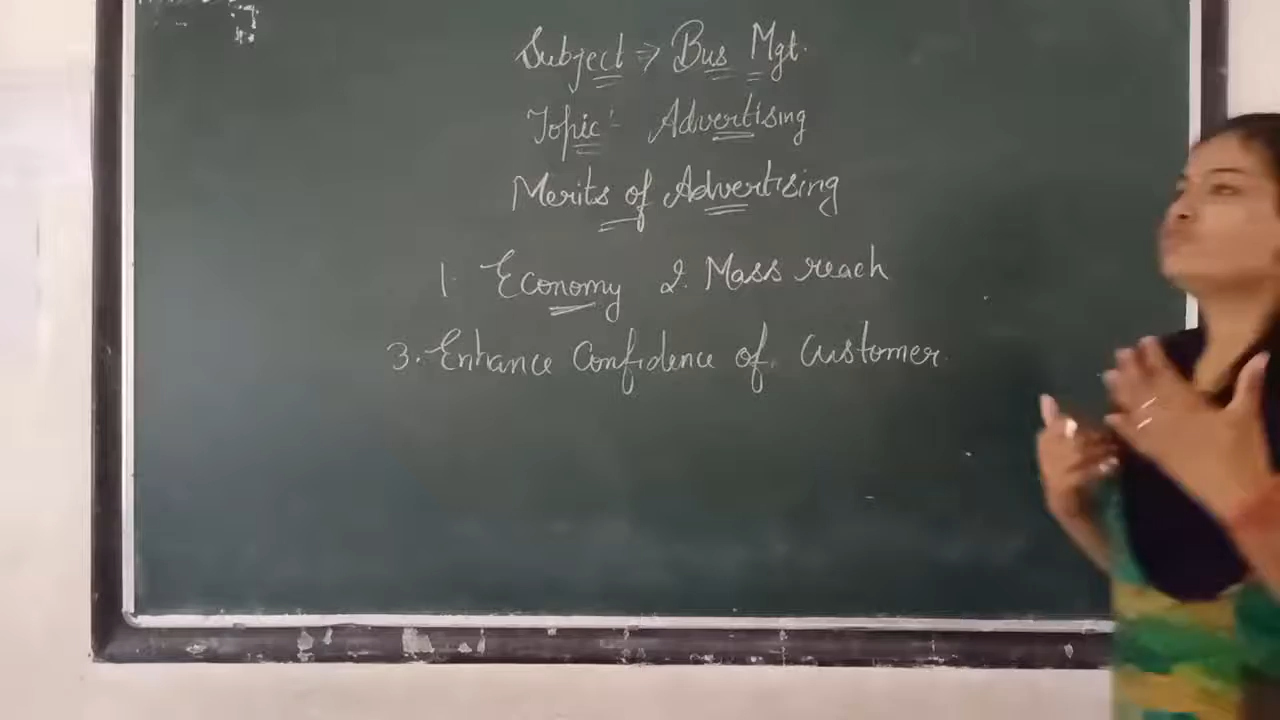 Subject → Bus Mgt.
Topic: Advertising
Merits of Advertising
1. Economy 2. Mass reach
3. Enhance Confidence of Customer.